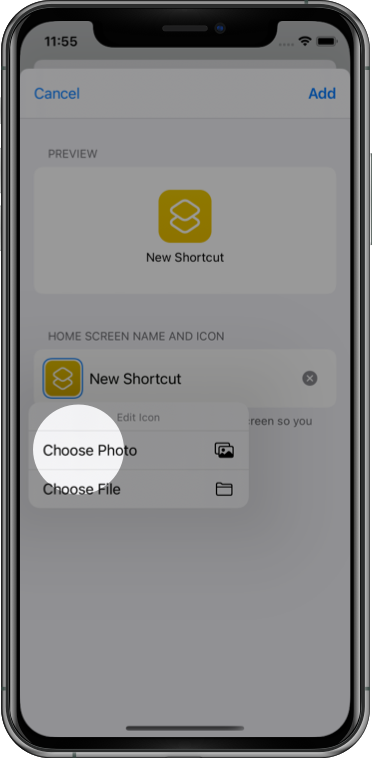 11:55
Cancel
Add
PREVIEW
New Shortcut
HOME SCREEN NAME AND ICON
New Shortcut
Edit Icon
so you
Choose Photo
Choose File